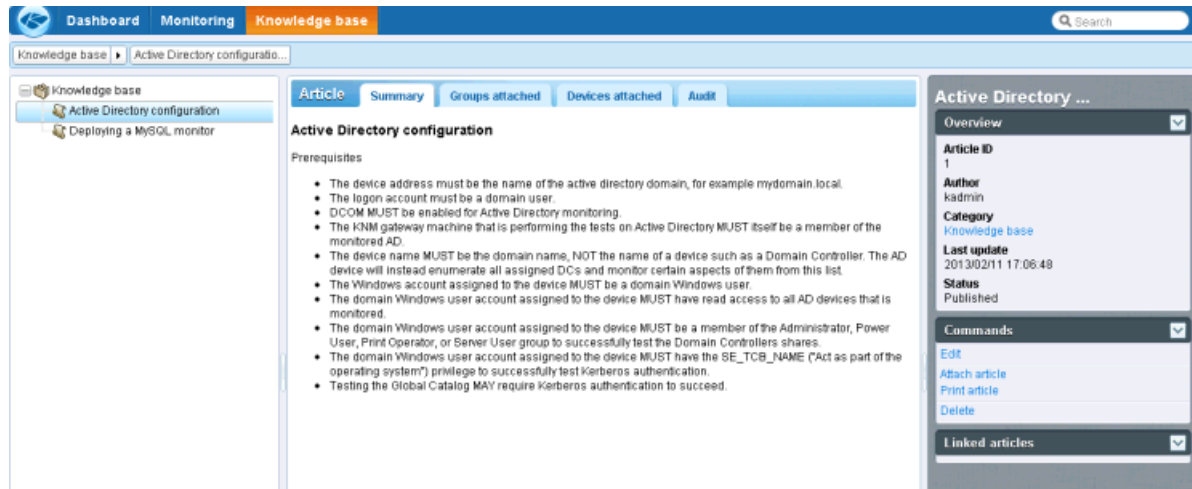 Dashboard Monitoring Knowledge base
Search
Knowledge base Active Directory configuratio...
Knowledge base
Active Directory configuration
Deploying a MySQL monitor
Article Summary Groups attached Devices attached Audit
Active Directory configuration
Prerequisites
• The device address must be the name of the active directory domain, for example mydomain.local.
• The logon account must be a domain user.
• DCOM MUST be enabled for Active Directory monitoring.
• The KNM gateway machine that is performing the tests on Active Directory MUST itself be a member of the
monitored AD.
• The device name MUST be the domain name, NOT the name of a device such as a Domain Controller. The AD
device will instead enumerate all assigned DCs and monitor certain aspects of them from this list.
• The Windows account assigned to the device MUST be a domain Windows user.
• The domain Windows user account assigned to the device MUST have read access to all AD devices that is
monitored.
• The domain Windows user account assigned to the device MUST be a member of the Administrator, Power
User, Print Operator, or Server User group to successfully test the Domain Controllers shares.
• The domain Windows user account assigned to the device MUST have the SE_TCB_NAME ("Act as part of the
operating system") privilege to successfully test Kerberos authentication.
• Testing the Global Catalog MAY require Kerberos authentication to succeed.
Active Directory ...
Overview
Article ID
1
Author
kadmin
Category
Knowledge base
Last update
2013/02/11 17:06:48
Status
Published
Commands
Edit
Attach article
Print article
Delete
Linked articles